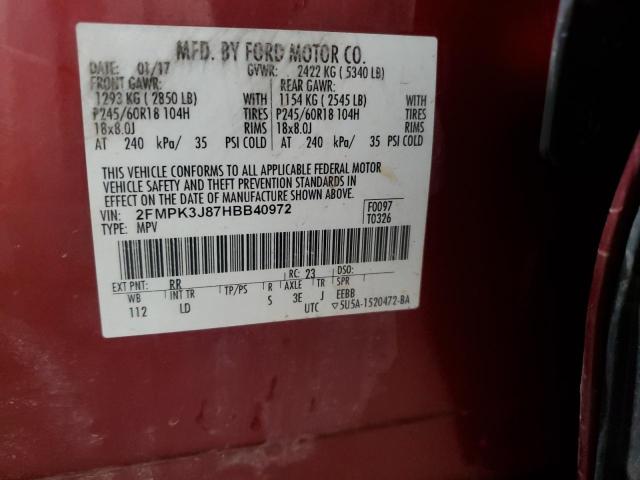 MFD. BY FORD MOTOR CO.
DATE: 01/17 GVWR: 2422 KG ( 5340 LB)
FRONT GAWR: REAR GAWR:
1293 KG ( 2850 LB) WITH 1154 KG ( 2545 LB) WITH
P245/60R18 104H TIRES P245/60R18 104H TIRES
18x8.0J RIMS 18x8.0J RIMS
AT 240 kPa/ 35 PSI COLD AT 240 kPa/ 35 PSI COLD
THIS VEHICLE CONFORMS TO ALL APPLICABLE FEDERAL MOTOR
VEHICLE SAFETY AND THEFT PREVENTION STANDARDS IN
EFFECT ON THE DATE OF MANUFACTURE SHOWN ABOVE.
VIN: 2FMPK3J87HBB40972 F0097
TYPE: MPV T0326
EXT PNT: RR RC: 23 DSO:
WB INT TR TP/PS R AXLE TR SPR
112 LD S 3E J EEBB
UTC ▽5U5A-1520472-BA